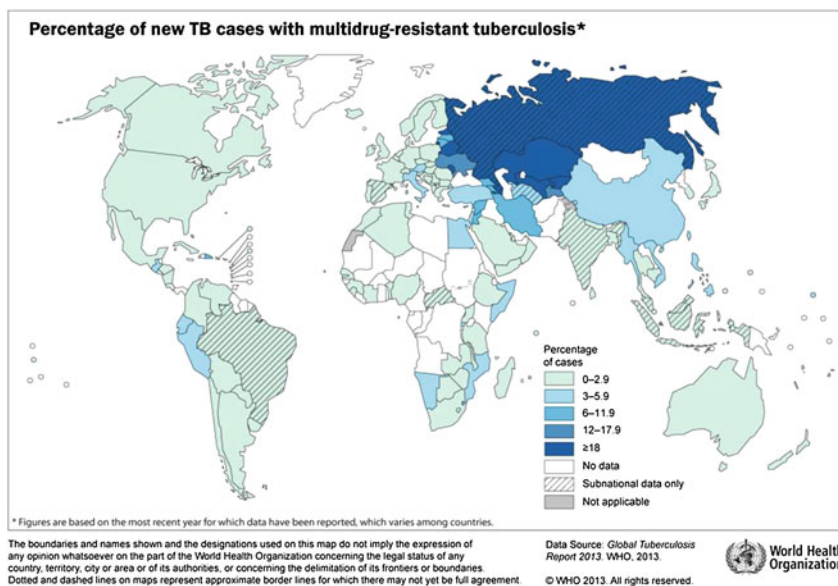 Percentage of new TB cases with multidrug-resistant tuberculosis*
Percentage
of cases
0–2.9
3–5.9
6–11.9
12–17.9
≥18
No data
Subnational data only
Not applicable
* Figures are based on the most recent year for which data have been reported, which varies among countries.
The boundaries and names shown and the designations used on this map do not imply the expression of
any opinion whatsoever on the part of the World Health Organization concerning the legal status of any
country, territory, city or area or of its authorities, or concerning the delimitation of its frontiers or boundaries.
Dotted and dashed lines on maps represent approximate border lines for which there may not yet be full agreement.
Data Source: Global Tuberculosis
Report 2013. WHO, 2013.
© WHO 2013. All rights reserved.
World Health
Organization